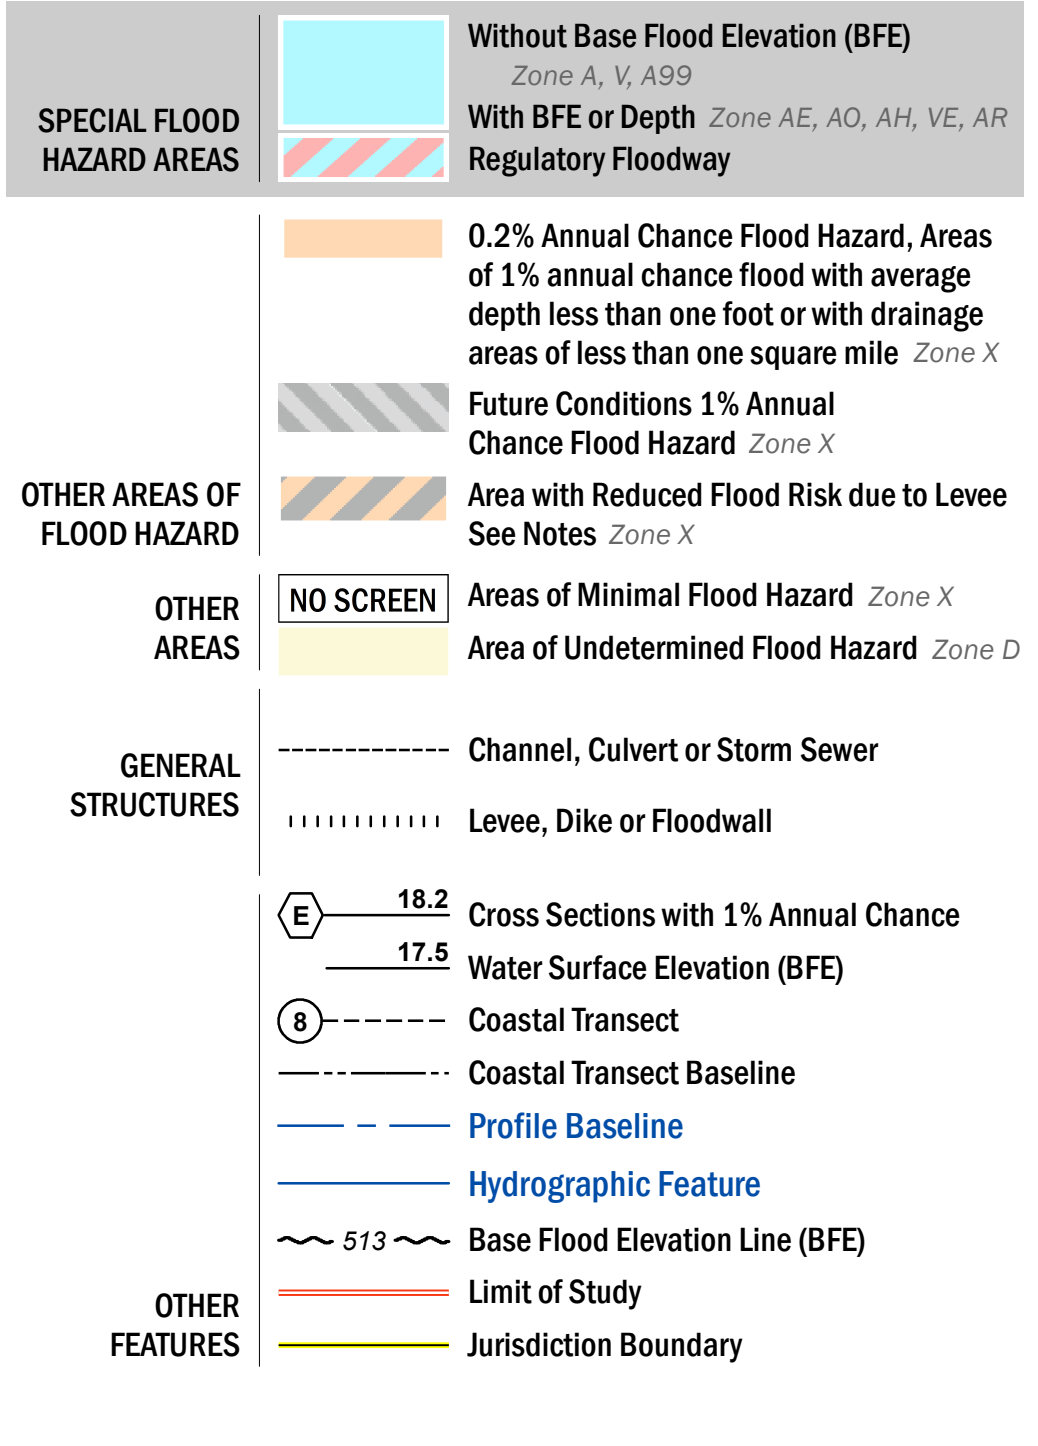 Without Base Flood Elevation (BFE)
Zone A, V, A99
With BFE or Depth Zone AE, AO, AH, VE, AR
SPECIAL FLOOD
HAZARD AREAS
Regulatory Floodway
0.2% Annual Chance Flood Hazard, Areas
of 1% annual chance flood with average
depth less than one foot or with drainage
areas of less than one square mile Zone X
Future Conditions 1% Annual
Chance Flood Hazard Zone X
OTHER AREAS OF
FLOOD HAZARD
Area with Reduced Flood Risk due to Levee
See Notes Zone X
OTHER
AREAS
NO SCREEN
Areas of Minimal Flood Hazard Zone X
Area of Undetermined Flood Hazard Zone D
GENERAL
STRUCTURES
Channel, Culvert or Storm Sewer
Levee, Dike or Floodwall
E 18.2 Cross Sections with 1% Annual Chance
17.5 Water Surface Elevation (BFE)
8 Coastal Transect
Coastal Transect Baseline
Profile Baseline
Hydrographic Feature
513 Base Flood Elevation Line (BFE)
OTHER
FEATURES
Limit of Study
Jurisdiction Boundary